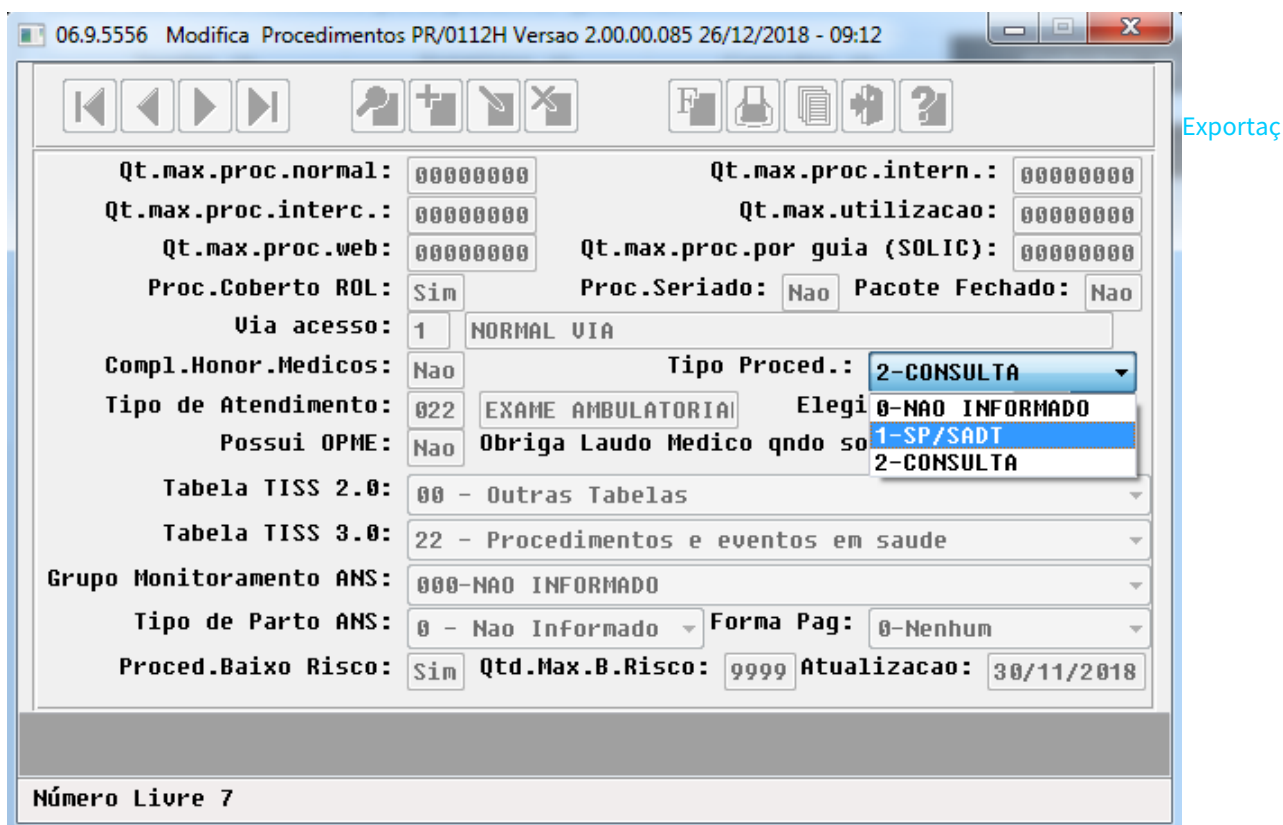 06.9.5556 Modifica Procedimentos PR/0112H Versao 2.00.00.085 26/12/2018 - 09:12
X
F
?
Exportaç
Qt.max.proc.normal: 00000000 Qt.max.proc.intern.: 00000000
Qt.max.proc.interc.: 00000000 Qt.max.utilizacao: 00000000
Qt.max.proc.web: 00000000 Qt.max.proc.por guia (SOLIC): 00000000
Proc.Coberto ROL: Sim Proc.Seriado: Nao Pacote Fechado: Nao
Via acesso: 1 NORMAL VIA
Compl.Honor.Medicos: Nao Tipo Proced.: 2-CONSULTA
Tipo de Atendimento: 022 EXAME AMBULATORIA Elegi 0-NAO INFORMADO
1-SP/SADT
Possui OPME: Nao Obriga Laudo Medico qndo so
2-CONSULTA
Tabela TISS 2.0: 00 - Outras Tabelas
Tabela TISS 3.0: 22 - Procedimentos e eventos em saude
Grupo Monitoramento ANS: 000-NAO INFORMADO
Tipo de Parto ANS: 0 - Nao Informado Forma Pag: 0-Nenhum
Proced.Baixo Risco: Sim Qtd.Max.B.Risco: 9999 Atualizacao: 30/11/2018
Número Livre 7